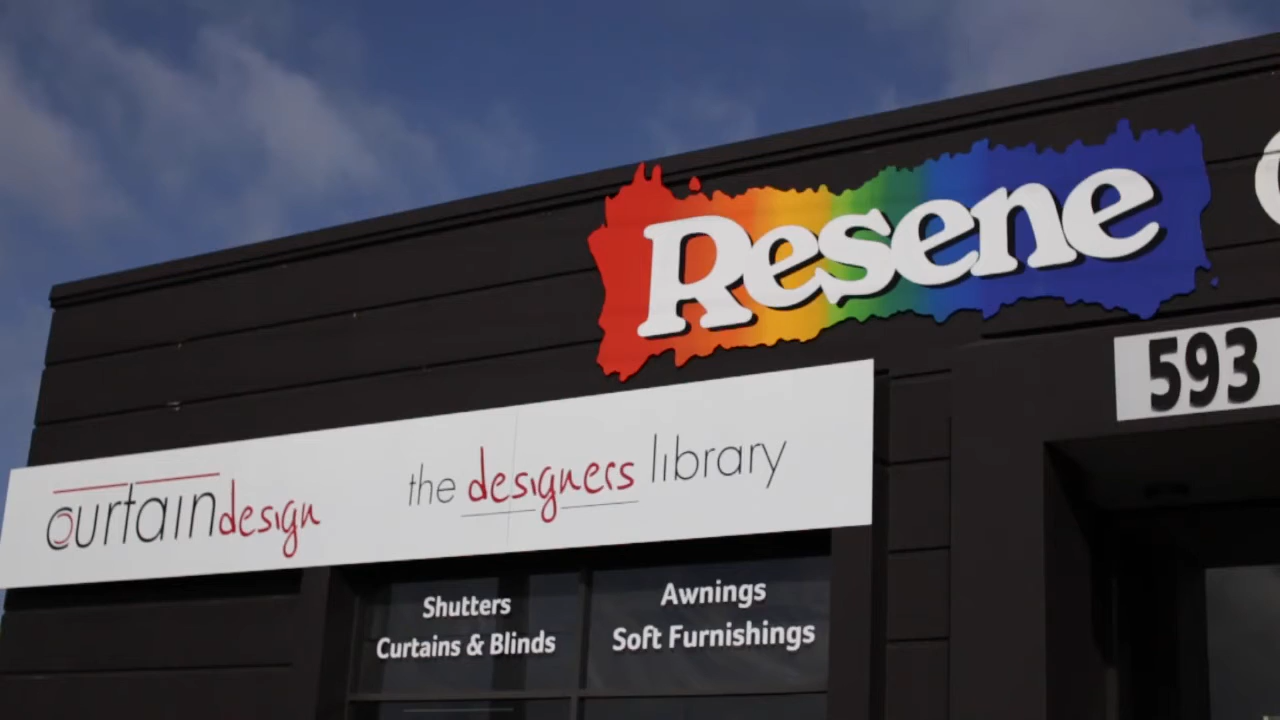 Resene
593
curtaindesign
the designers library
Shutters
Curtains & Blinds
Awnings
Soft Furnishings